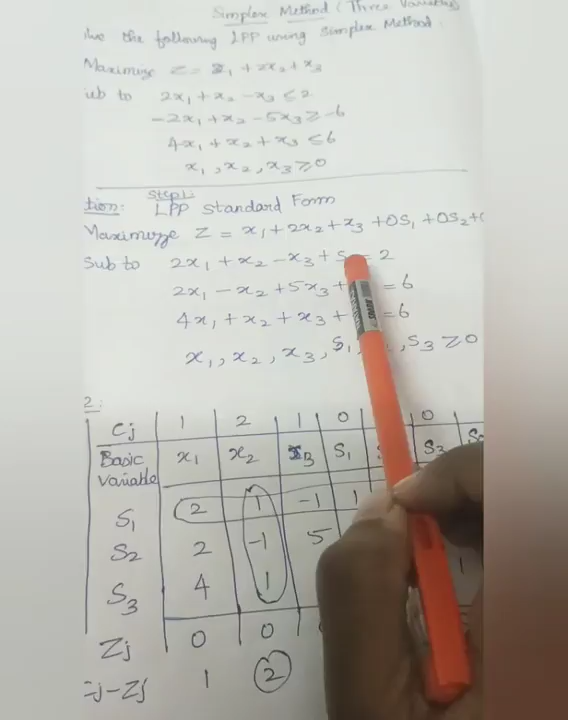 Simplex Method (Three Variables)
the following LPP using Simplex Method.
Maximize Z = x₁ + 2x₂ + x₃
Sub to 2x₁ + x₂ - x₃ ≤ 2
-2x₁ + x₂ - 5x₃ ≥ -6
4x₁ + x₂ + x₃ ≤ 6
x₁, x₂, x₃ ≥ 0
tion: Step1: LPP Standard Form
Maximize Z = x₁ + 2x₂ + x₃ + 0S₁ + 0S₂ +
Sub to 2x₁ + x₂ - x₃ + S = 2
2x₁ - x₂ + 5x₃ + = 6
4x₁ + x₂ + x₃ + = 6
x₁, x₂, x₃, S₁, , S₃ ≥ 0
2:
Cj 1 2 1 0 0
Basic Variable x₁ x₂ x₃ S₁ S₃
S₁ 2 1 -1 1
S₂ 2 -1 5
S₃ 4 1 1
Zj 0 0
Cj-Zj 1 2